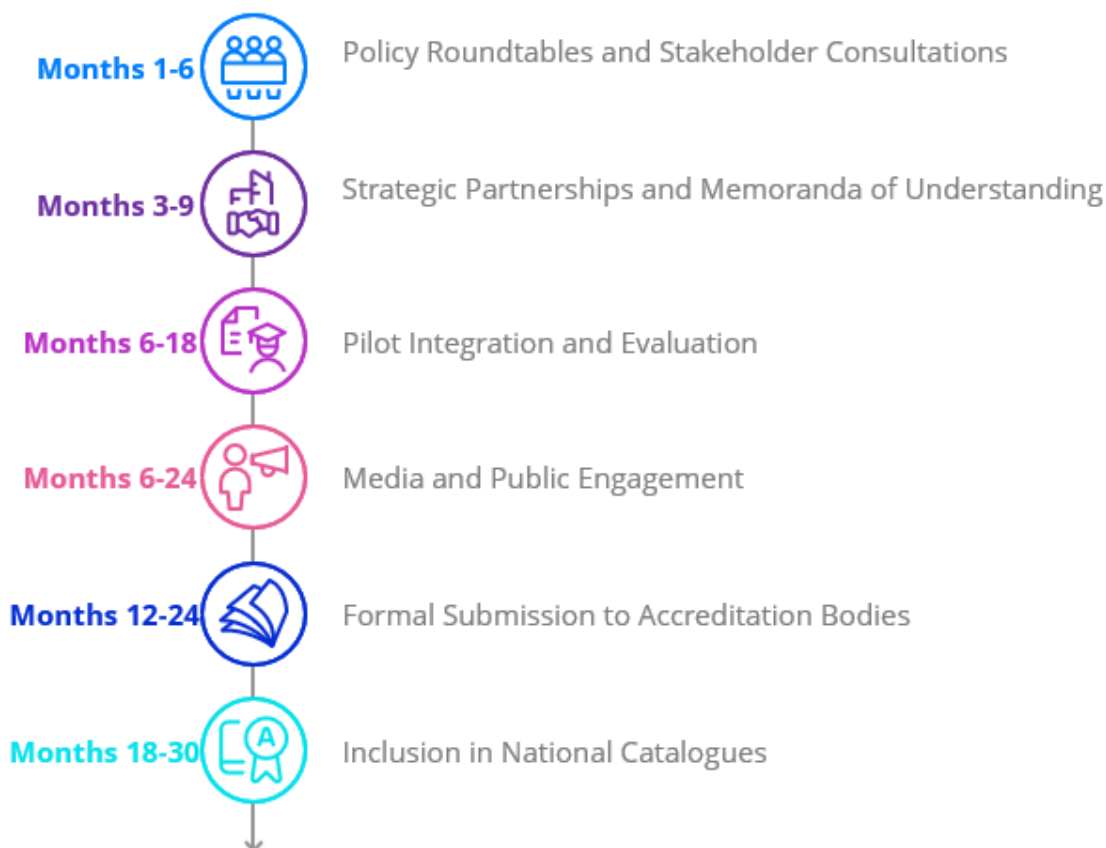 Months 1-6
Policy Roundtables and Stakeholder Consultations
Months 3-9
Strategic Partnerships and Memoranda of Understanding
Months 6-18
Pilot Integration and Evaluation
Months 6-24
Media and Public Engagement
Months 12-24
Formal Submission to Accreditation Bodies
Months 18-30
A
Inclusion in National Catalogues